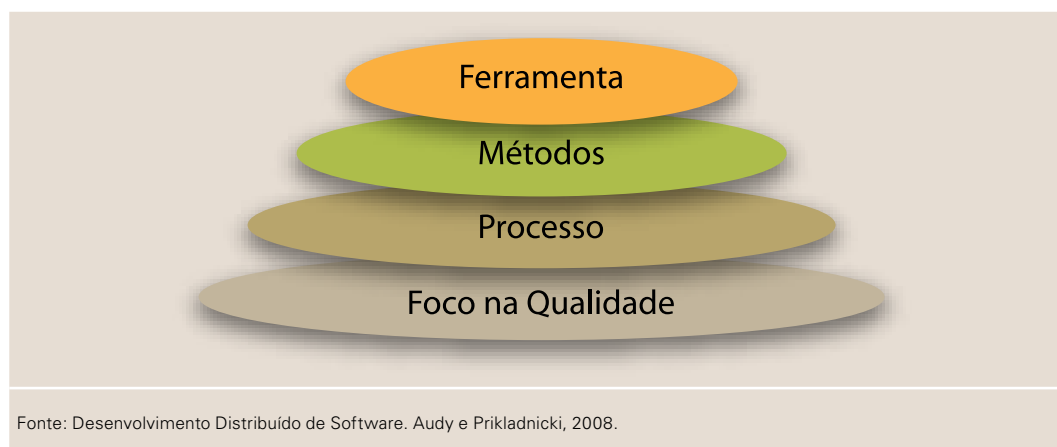 Ferramenta
Métodos
Processo
Foco na Qualidade
Fonte: Desenvolvimento Distribuído de Software. Audy e Prikladnicki, 2008.